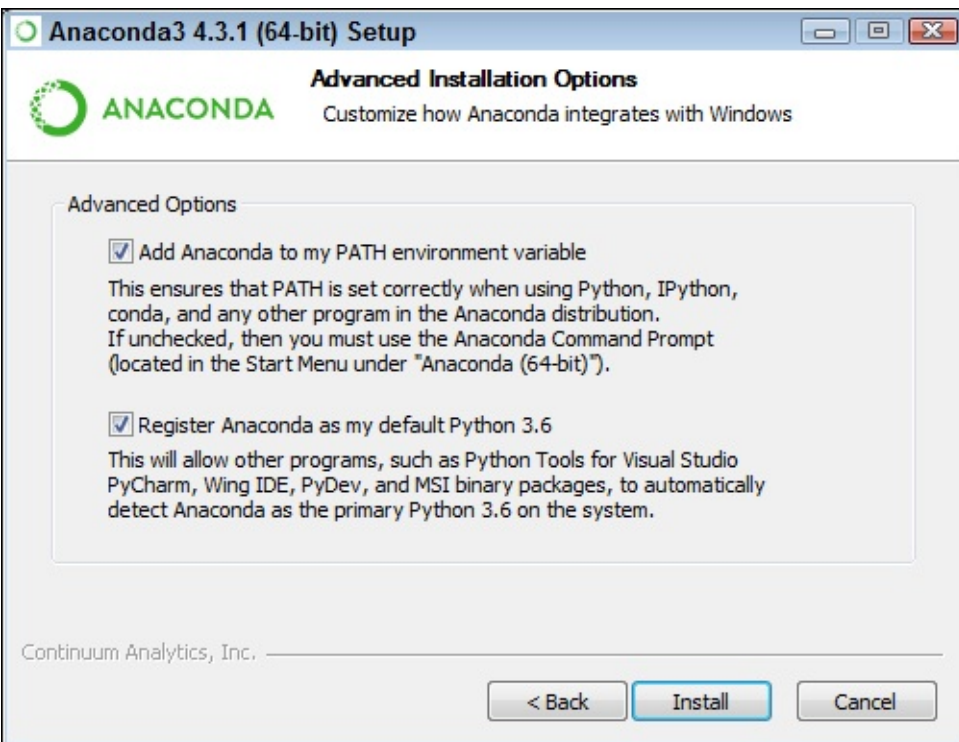 Anaconda3 4.3.1 (64-bit) Setup
ANACONDA
Advanced Installation Options
Customize how Anaconda integrates with Windows
Advanced Options
Add Anaconda to my PATH environment variable
This ensures that PATH is set correctly when using Python, IPython,
conda, and any other program in the Anaconda distribution.
If unchecked, then you must use the Anaconda Command Prompt
(located in the Start Menu under "Anaconda (64-bit)").
Register Anaconda as my default Python 3.6
This will allow other programs, such as Python Tools for Visual Studio
PyCharm, Wing IDE, PyDev, and MSI binary packages, to automatically
detect Anaconda as the primary Python 3.6 on the system.
Continuum Analytics, Inc.
< Back Install Cancel